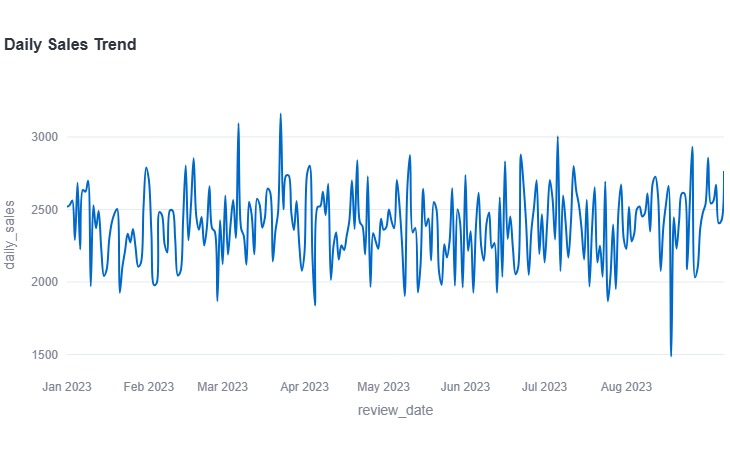 Daily Sales Trend
3000
2500
2000
1500
daily_sales
Jan 2023 Feb 2023 Mar 2023 Apr 2023 May 2023 Jun 2023 Jul 2023 Aug 2023
review_date